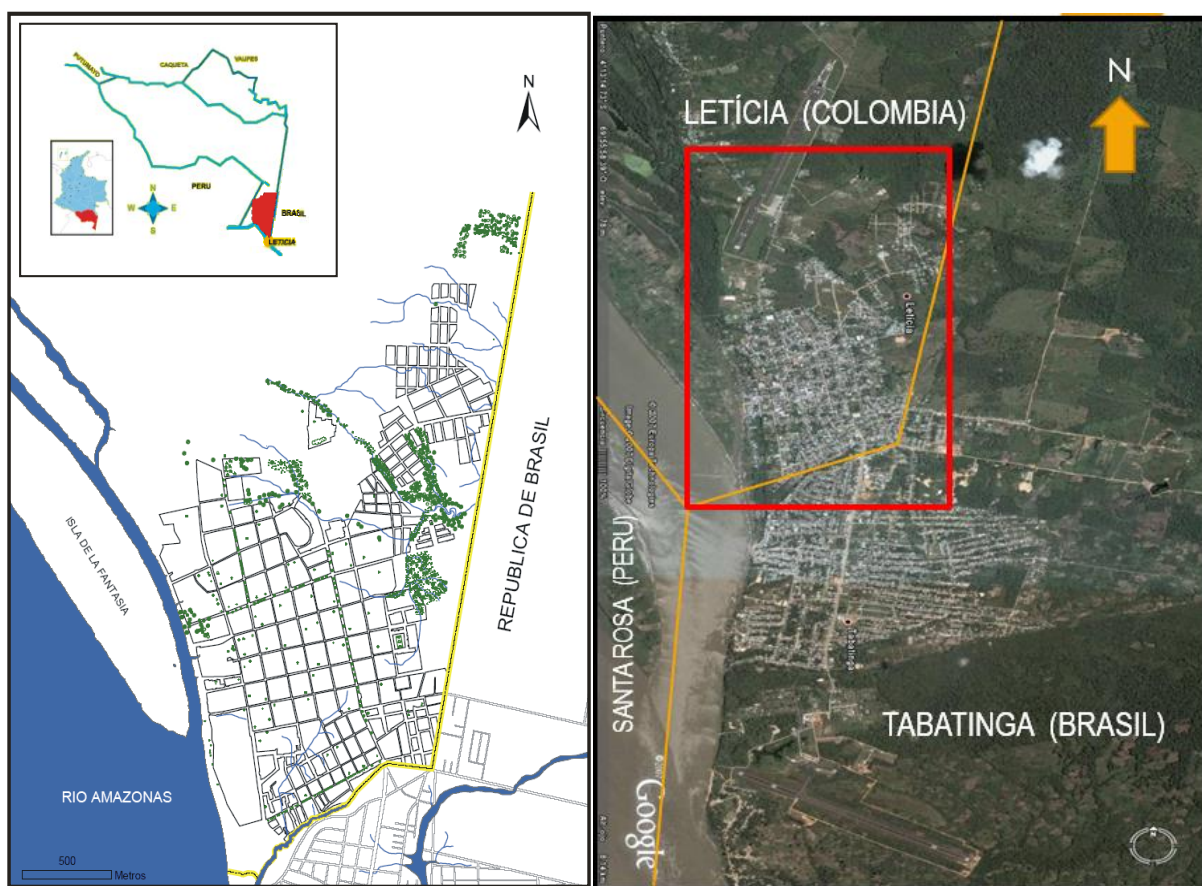 PUTUMAYO
CAQUETA
VAUPES
PERU
N
W
E
S
BRASIL
LETICIA
N
REPUBLICA DE BRASIL
ISLA DE LA FANTASIA
RIO AMAZONAS
500
Metros
LETÍCIA (COLOMBIA)
N
Leticia
SANTA ROSA (PERU)
Tabatinga
TABATINGA (BRASIL)
Google